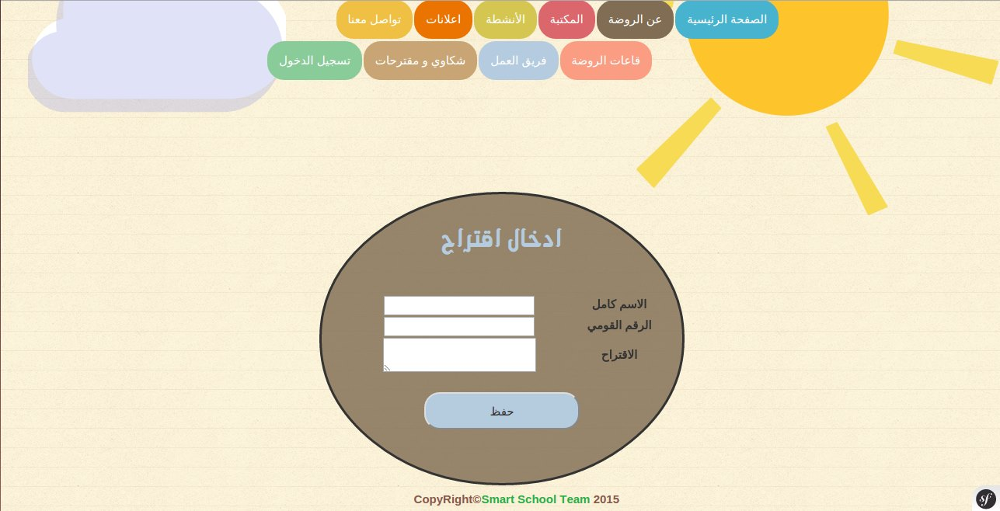 الصفحة الرئيسية عن الروضة المكتبة الأنشطة اعلانات تواصل معنا
قاعات الروضة فريق العمل شكاوي و مقترحات تسجيل الدخول
ادخال اقتراح
الاسم كامل
الرقم القومي
الاقتراح
حفظ
CopyRight©Smart School Team 2015
sf